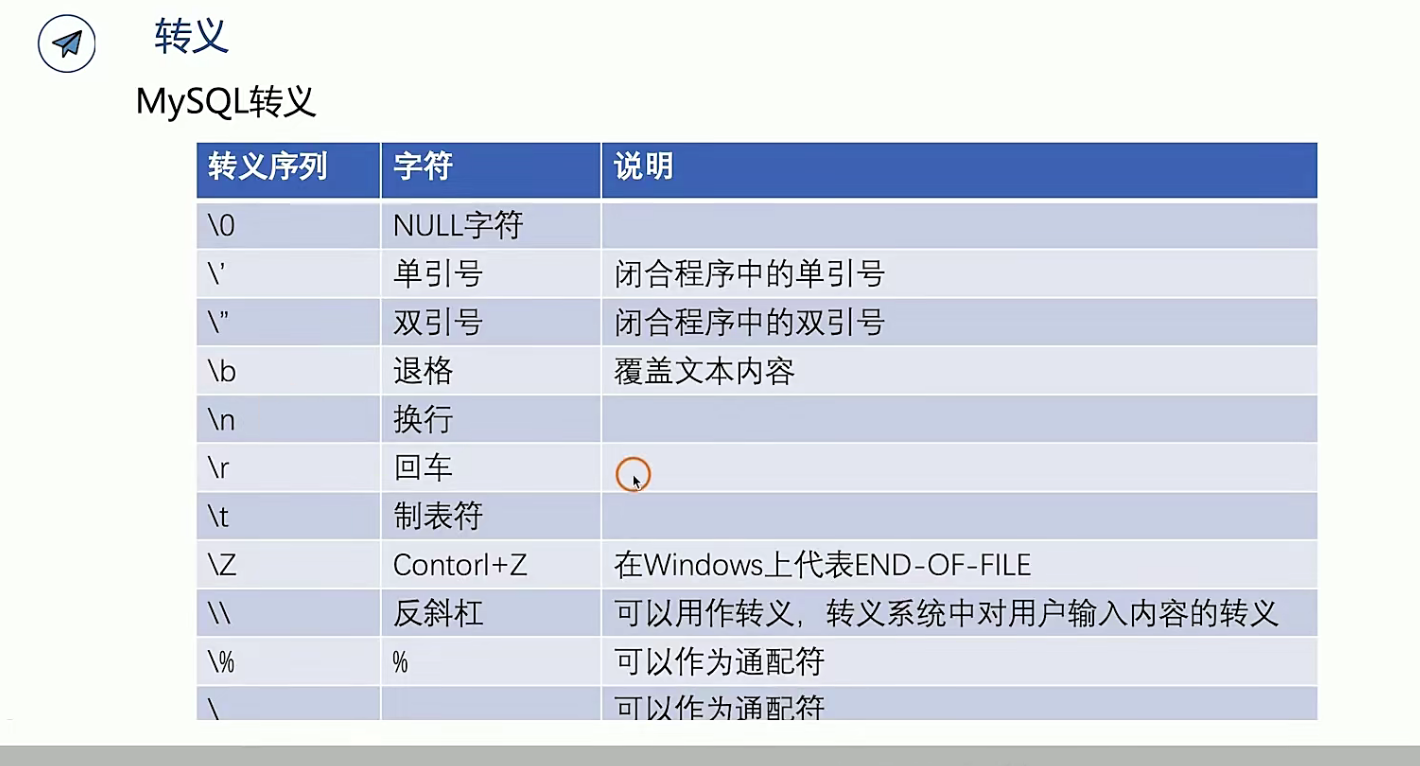 转义
MySQL转义
转义序列 字符 说明
\0 NULL字符
\’ 单引号 闭合程序中的单引号
\” 双引号 闭合程序中的双引号
\b 退格 覆盖文本内容
\n 换行
\r 回车
\t 制表符
\Z Contorl+Z 在Windows上代表END-OF-FILE
\\ 反斜杠 可以用作转义，转义系统中对用户输入内容的转义
\% % 可以作为通配符
\ 可以作为通配符